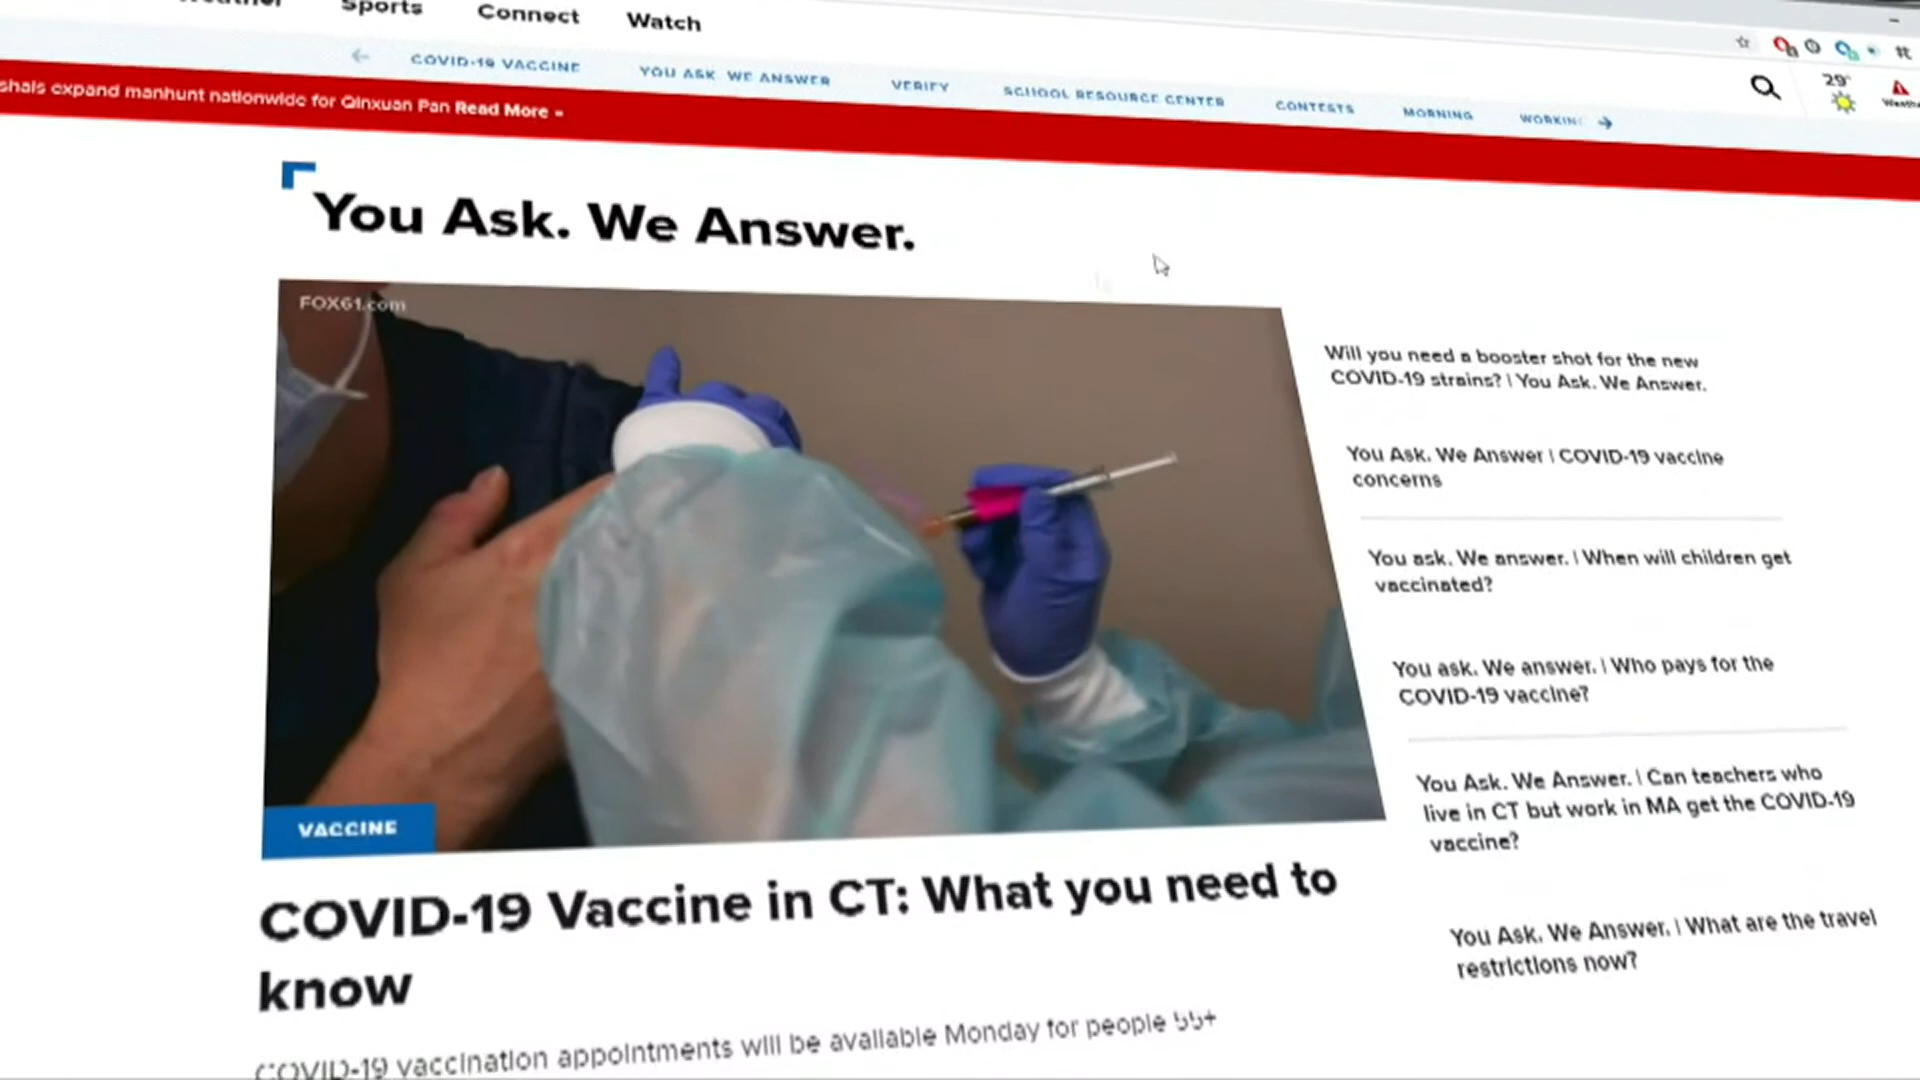 Sports Connect Watch
COVID-19 VACCINE YOU ASK. WE ANSWER VERIFY SCHOOL RESOURCE CENTER CONTESTS MORNING
29°
shals expand manhunt nationwide for Qinxuan Pan Read More »
You Ask. We Answer.
FOX61.com
VACCINE
COVID-19 Vaccine in CT: What you need to
know
COVID-19 vaccination appointments will be available Monday for people 55+
Will you need a booster shot for the new
COVID-19 strains? | You Ask. We Answer.
You Ask. We Answer | COVID-19 vaccine
concerns
You ask. We answer. | When will children get
vaccinated?
You ask. We answer. | Who pays for the
COVID-19 vaccine?
You Ask. We Answer. | Can teachers who
live in CT but work in MA get the COVID-19
vaccine?
You Ask. We Answer. | What are the travel
restrictions now?